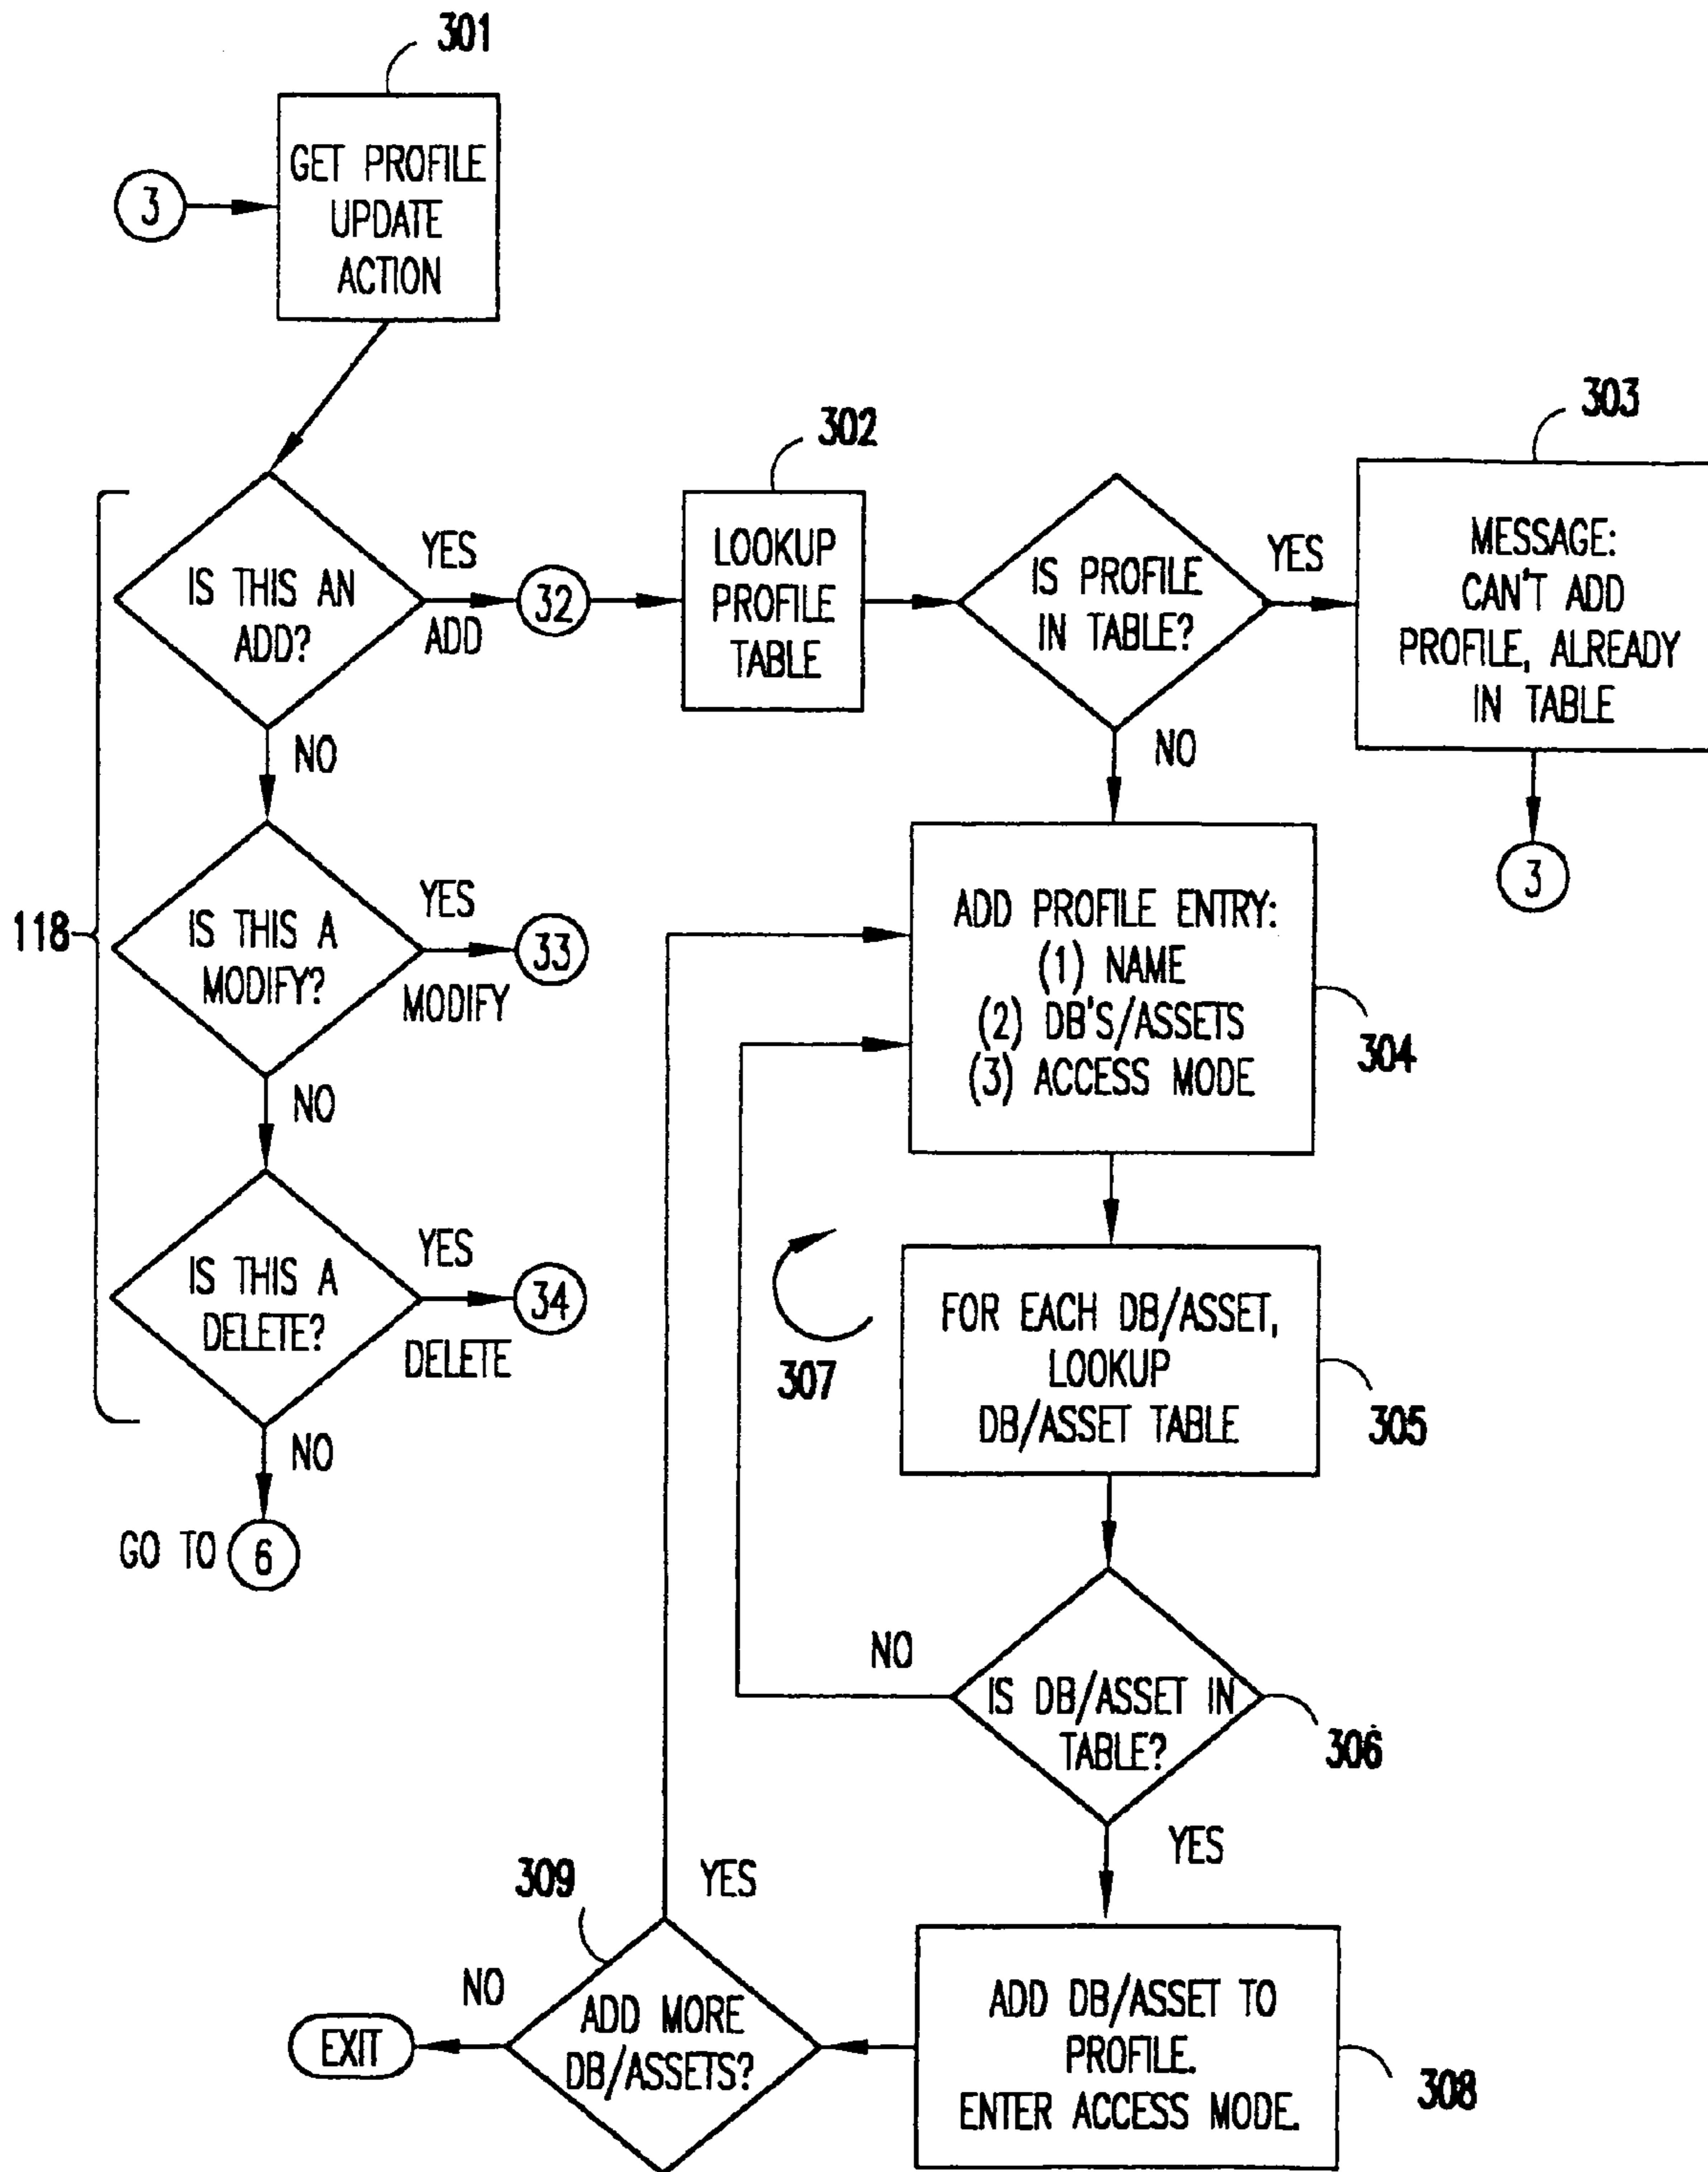 301
GET PROFILE
UPDATE
ACTION
3
302
303
IS THIS AN
ADD?
YES
ADD
32
LOOKUP
PROFILE
TABLE
IS PROFILE
IN TABLE?
YES
MESSAGE:
CAN'T ADD
PROFILE, ALREADY
IN TABLE
NO
NO
3
118
IS THIS A
MODIFY?
YES
MODIFY
33
ADD PROFILE ENTRY:
(1) NAME
(2) DB'S/ASSETS
(3) ACCESS MODE
304
NO
IS THIS A
DELETE?
YES
DELETE
34
307
FOR EACH DB/ASSET,
LOOKUP
DB/ASSET TABLE
305
NO
GO TO
6
NO
IS DB/ASSET IN
TABLE?
306
YES
309
YES
NO
EXIT
ADD MORE
DB/ASSETS?
ADD DB/ASSET TO
PROFILE.
ENTER ACCESS MODE.
308